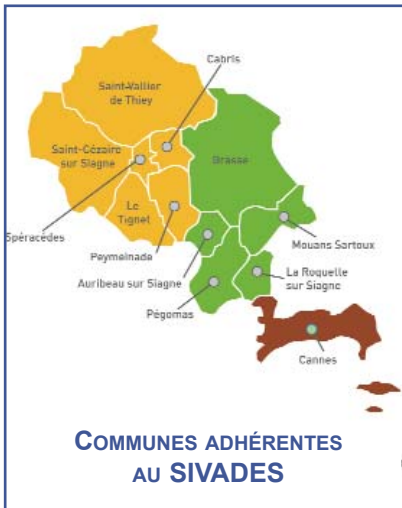 Cabris
Saint-Vallier
de Thiey
Saint-Cézaire
sur Siagne
Grasse
Le
Tignet
Spéracèdes
Peymeinade
Mouans Sartoux
Auribeau sur Siagne
La Roquette
sur Siagne
Pégomas
Cannes
COMMUNES ADHÉRENTES
AU SIVADES